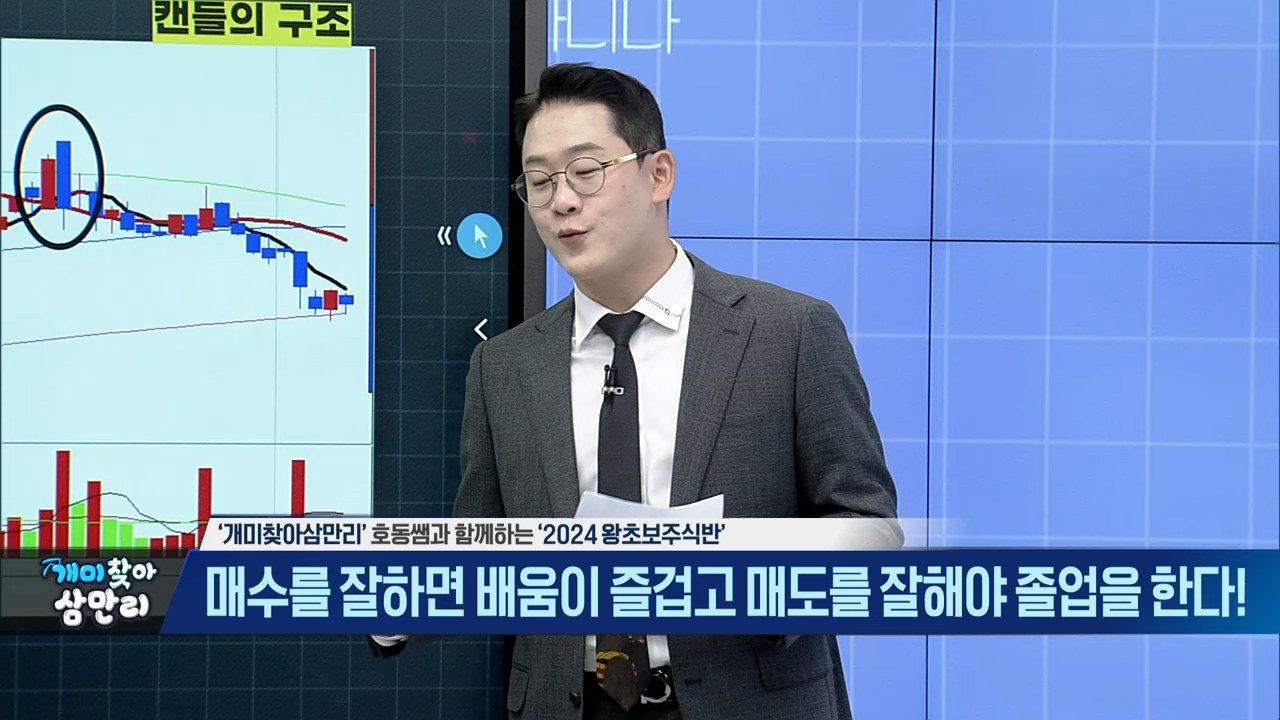 캔들의 구조
니다
'개미찾아삼만리' 호동쌤과 함께하는 '2024 왕초보주식반'
개미찾아
삼만리
매수를 잘하면 배움이 즐겁고 매도를 잘해야 졸업을 한다!